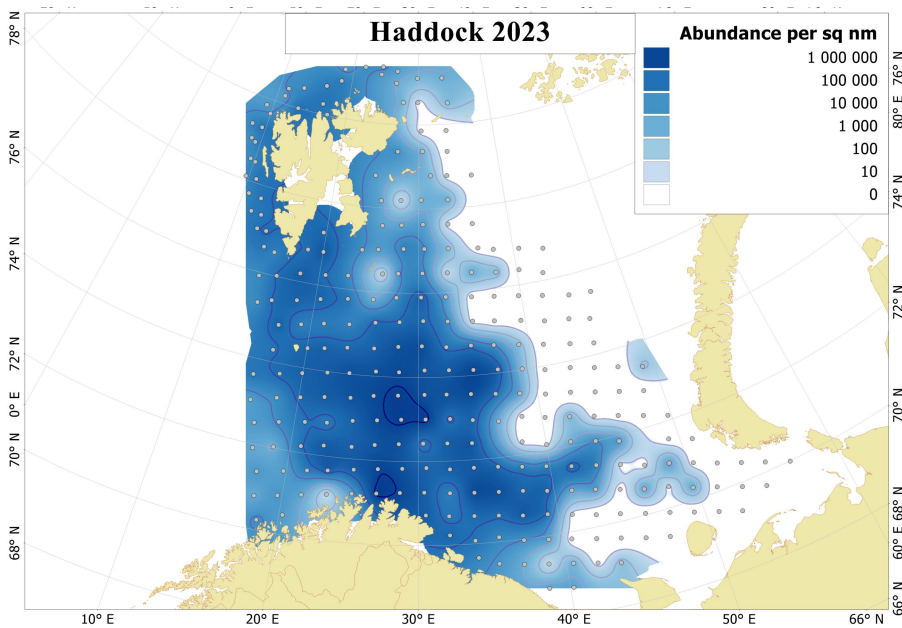 Haddock 2023
Abundance per sq nm
1 000 000
100 000
10 000
1 000
100
10
0
78° N
76° N
74° N
72° N
0° E
70° N
68° N
76° N
80° E
74° N
72° N
70° N
68° N
60° E
66° N
10° E
20° E
30° E
40° E
50° E
66° N